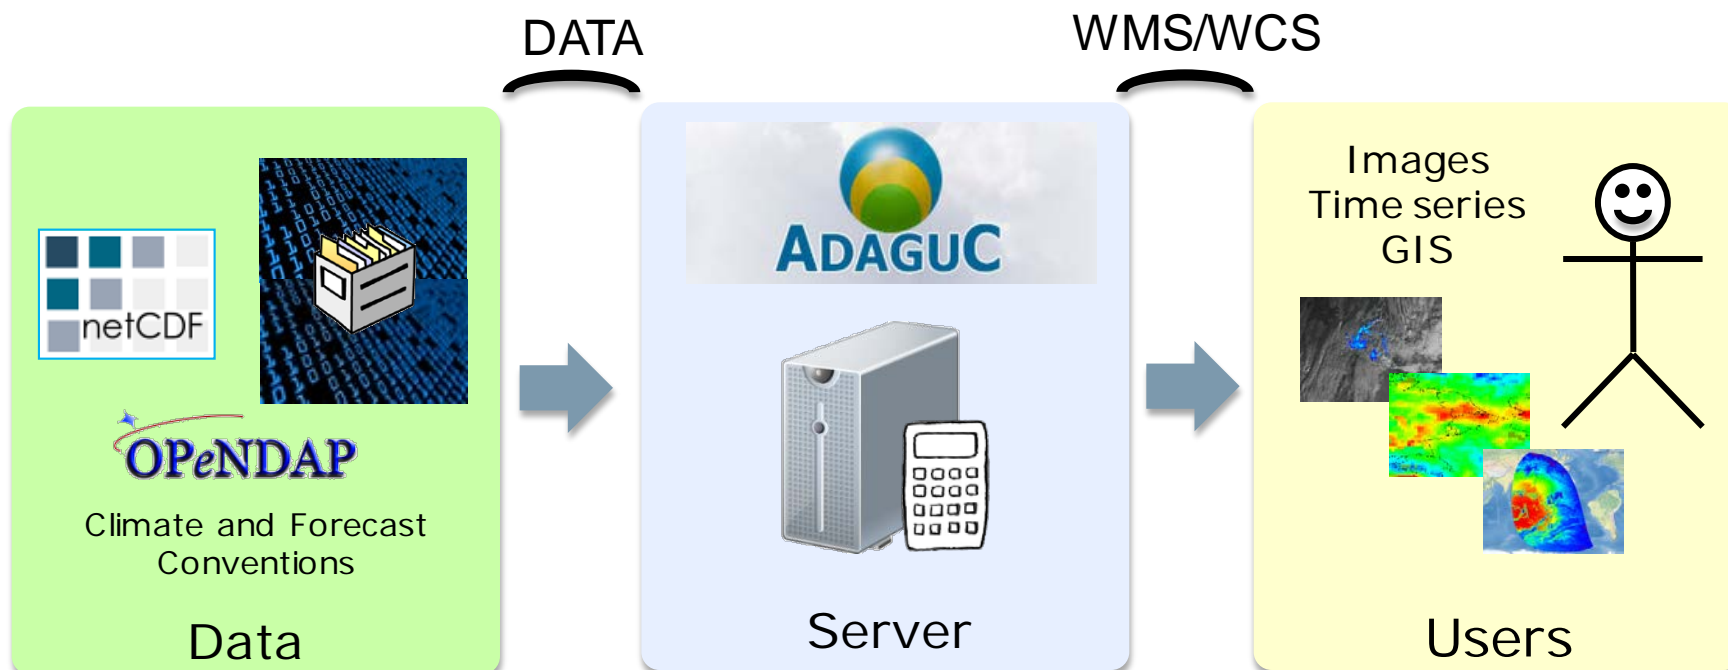 DATA
WMS/WCS
netCDF
OPeNDAP
Climate and Forecast
Conventions
Data
ADAGUC
Server
Images
Time series
GIS
Users